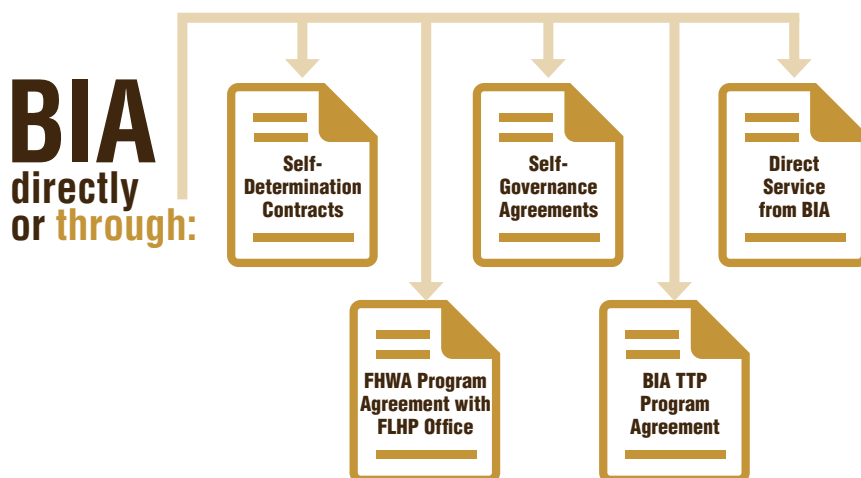 BIA
directly
or through:
Self-
Determination
Contracts
Self-
Governance
Agreements
Direct
Service
from BIA
FHWA Program
Agreement with
FLHP Office
BIA TTP
Program
Agreement